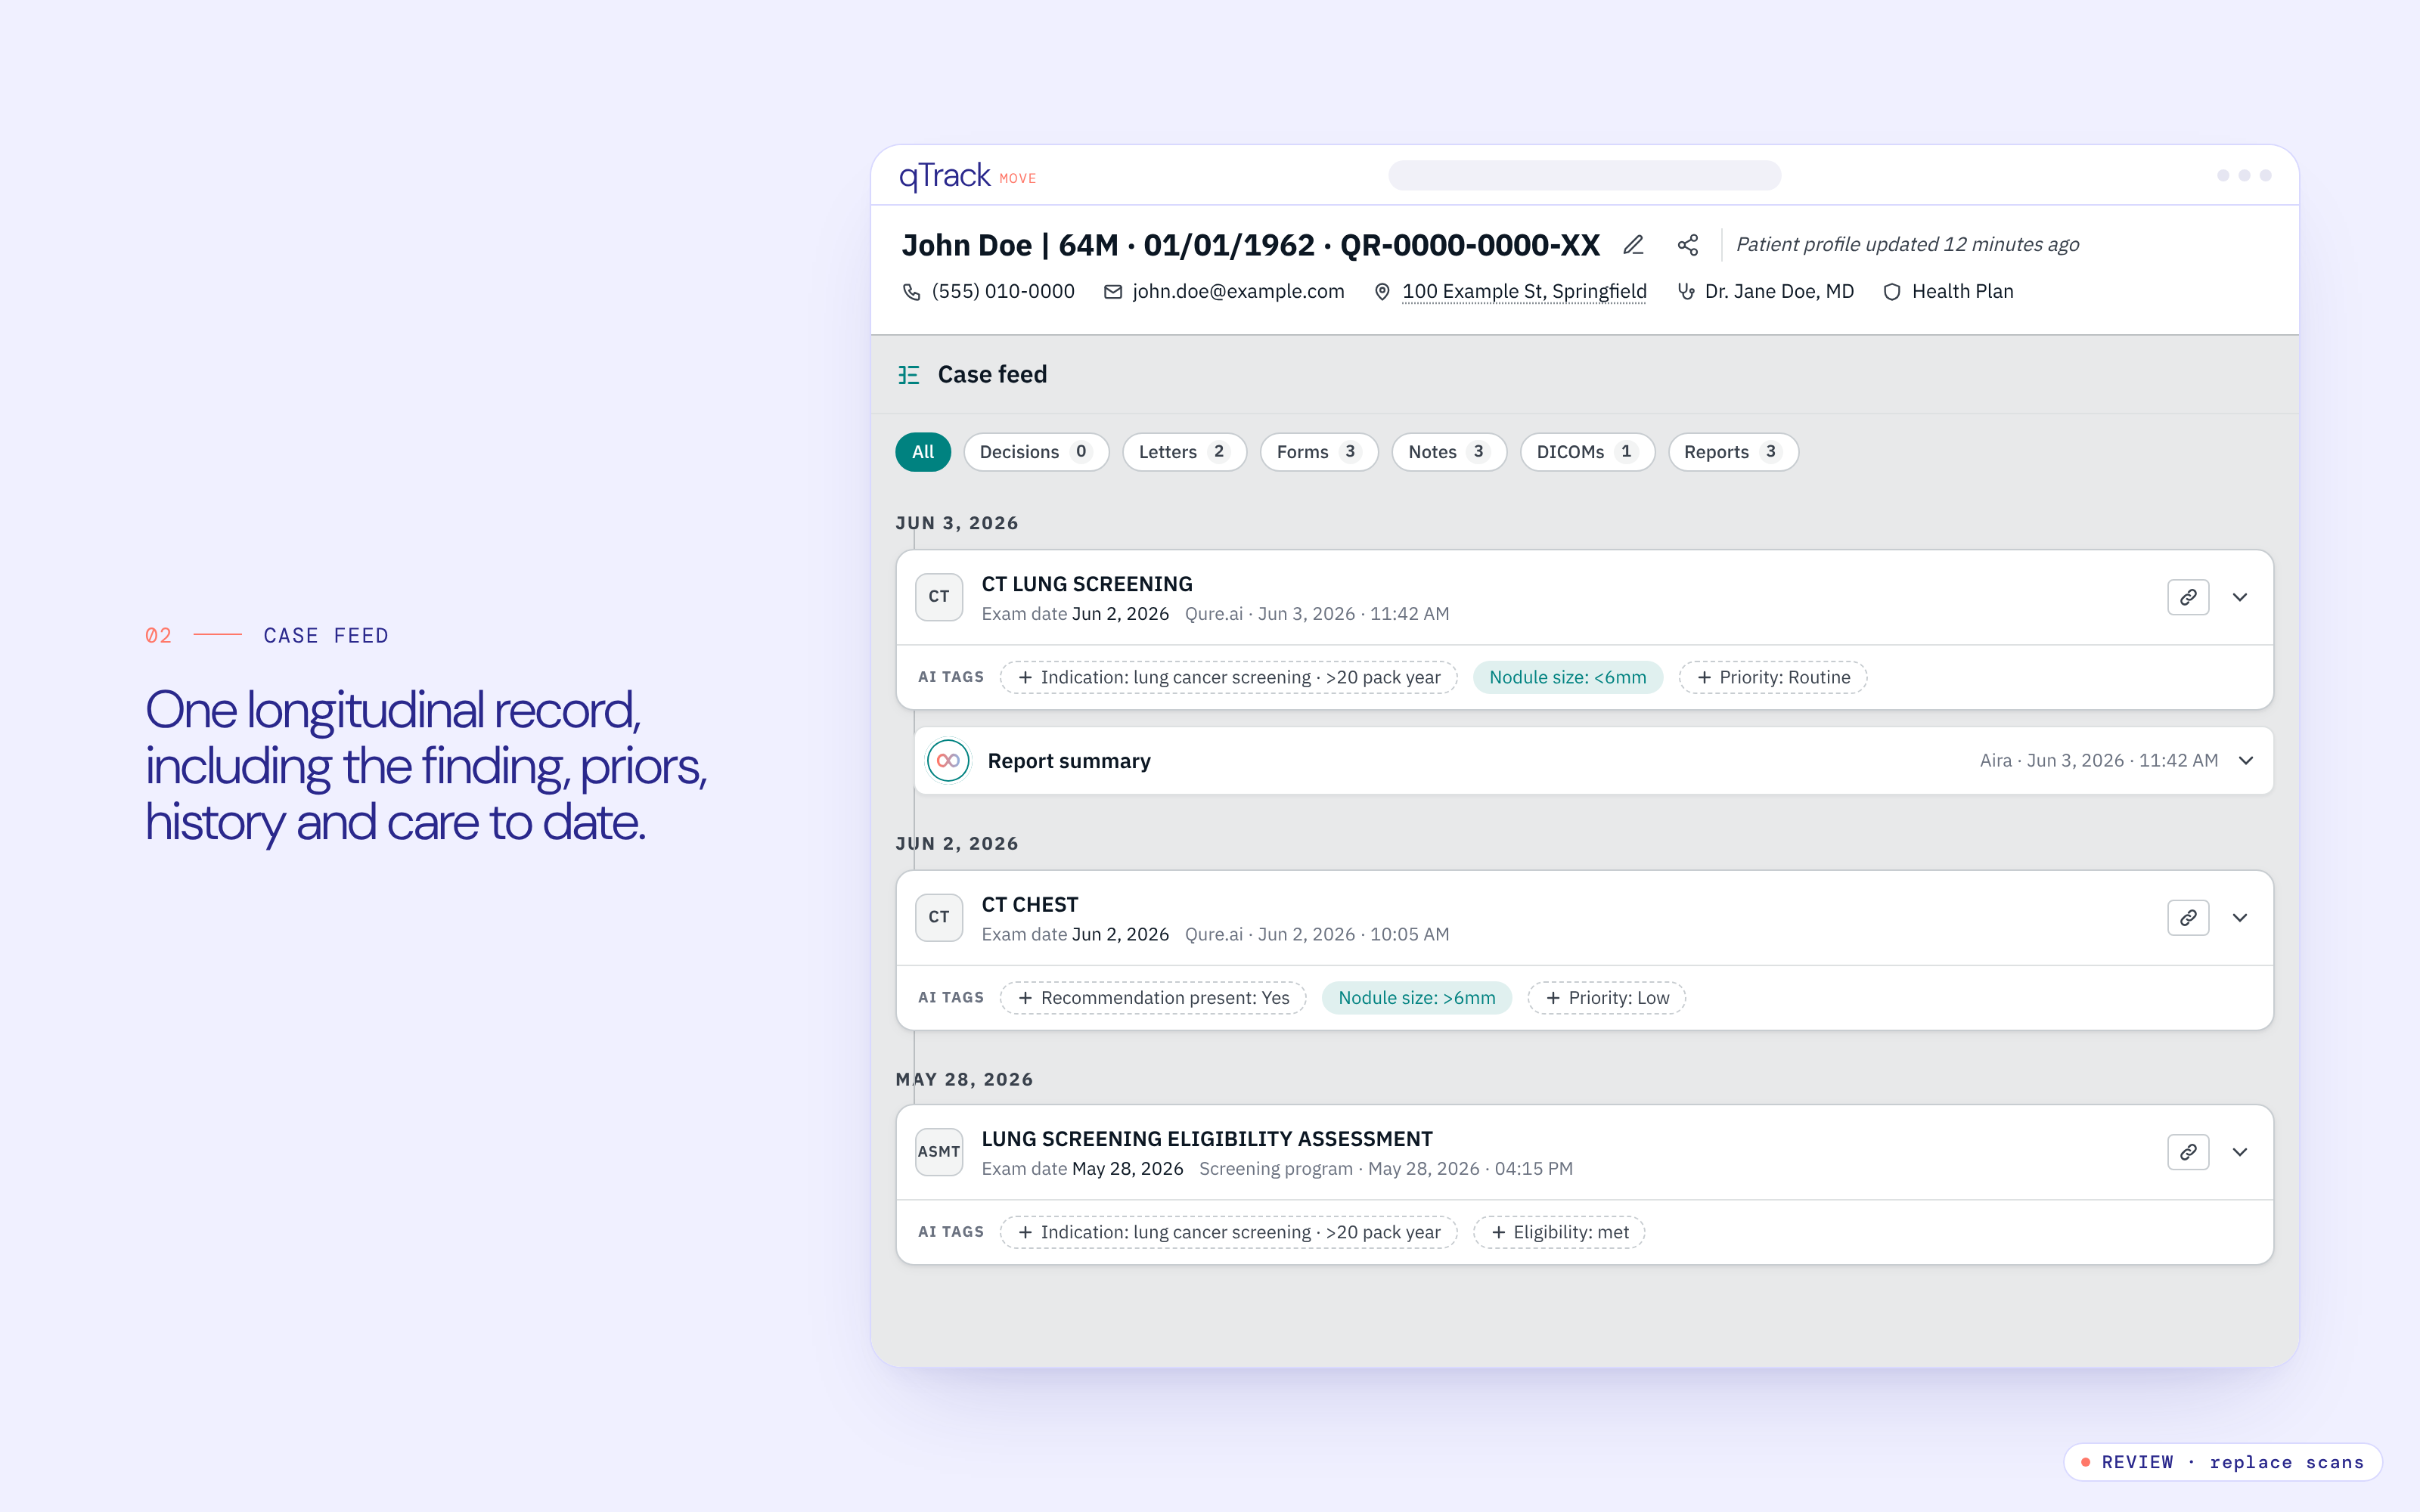 02 CASE FEED
One longitudinal record,
including the finding, priors,
history and care to date.
qTrack MOVE
John Doe | 64M · 01/01/1962 · QR-0000-0000-XX Patient profile updated 12 minutes ago
(555) 010-0000 john.doe@example.com 100 Example St, Springfield Dr. Jane Doe, MD Health Plan
Case feed
All Decisions 0 Letters 2 Forms 3 Notes 3 DICOMs 1 Reports 3
JUN 3, 2026
CT CT LUNG SCREENING
Exam date Jun 2, 2026 Qure.ai · Jun 3, 2026 · 11:42 AM
AI TAGS + Indication: lung cancer screening · >20 pack year Nodule size: <6mm + Priority: Routine
Report summary Aira · Jun 3, 2026 · 11:42 AM
JUN 2, 2026
CT CT CHEST
Exam date Jun 2, 2026 Qure.ai · Jun 2, 2026 · 10:05 AM
AI TAGS + Recommendation present: Yes Nodule size: >6mm + Priority: Low
MAY 28, 2026
ASMT LUNG SCREENING ELIGIBILITY ASSESSMENT
Exam date May 28, 2026 Screening program · May 28, 2026 · 04:15 PM
AI TAGS + Indication: lung cancer screening · >20 pack year + Eligibility: met
REVIEW · replace scans